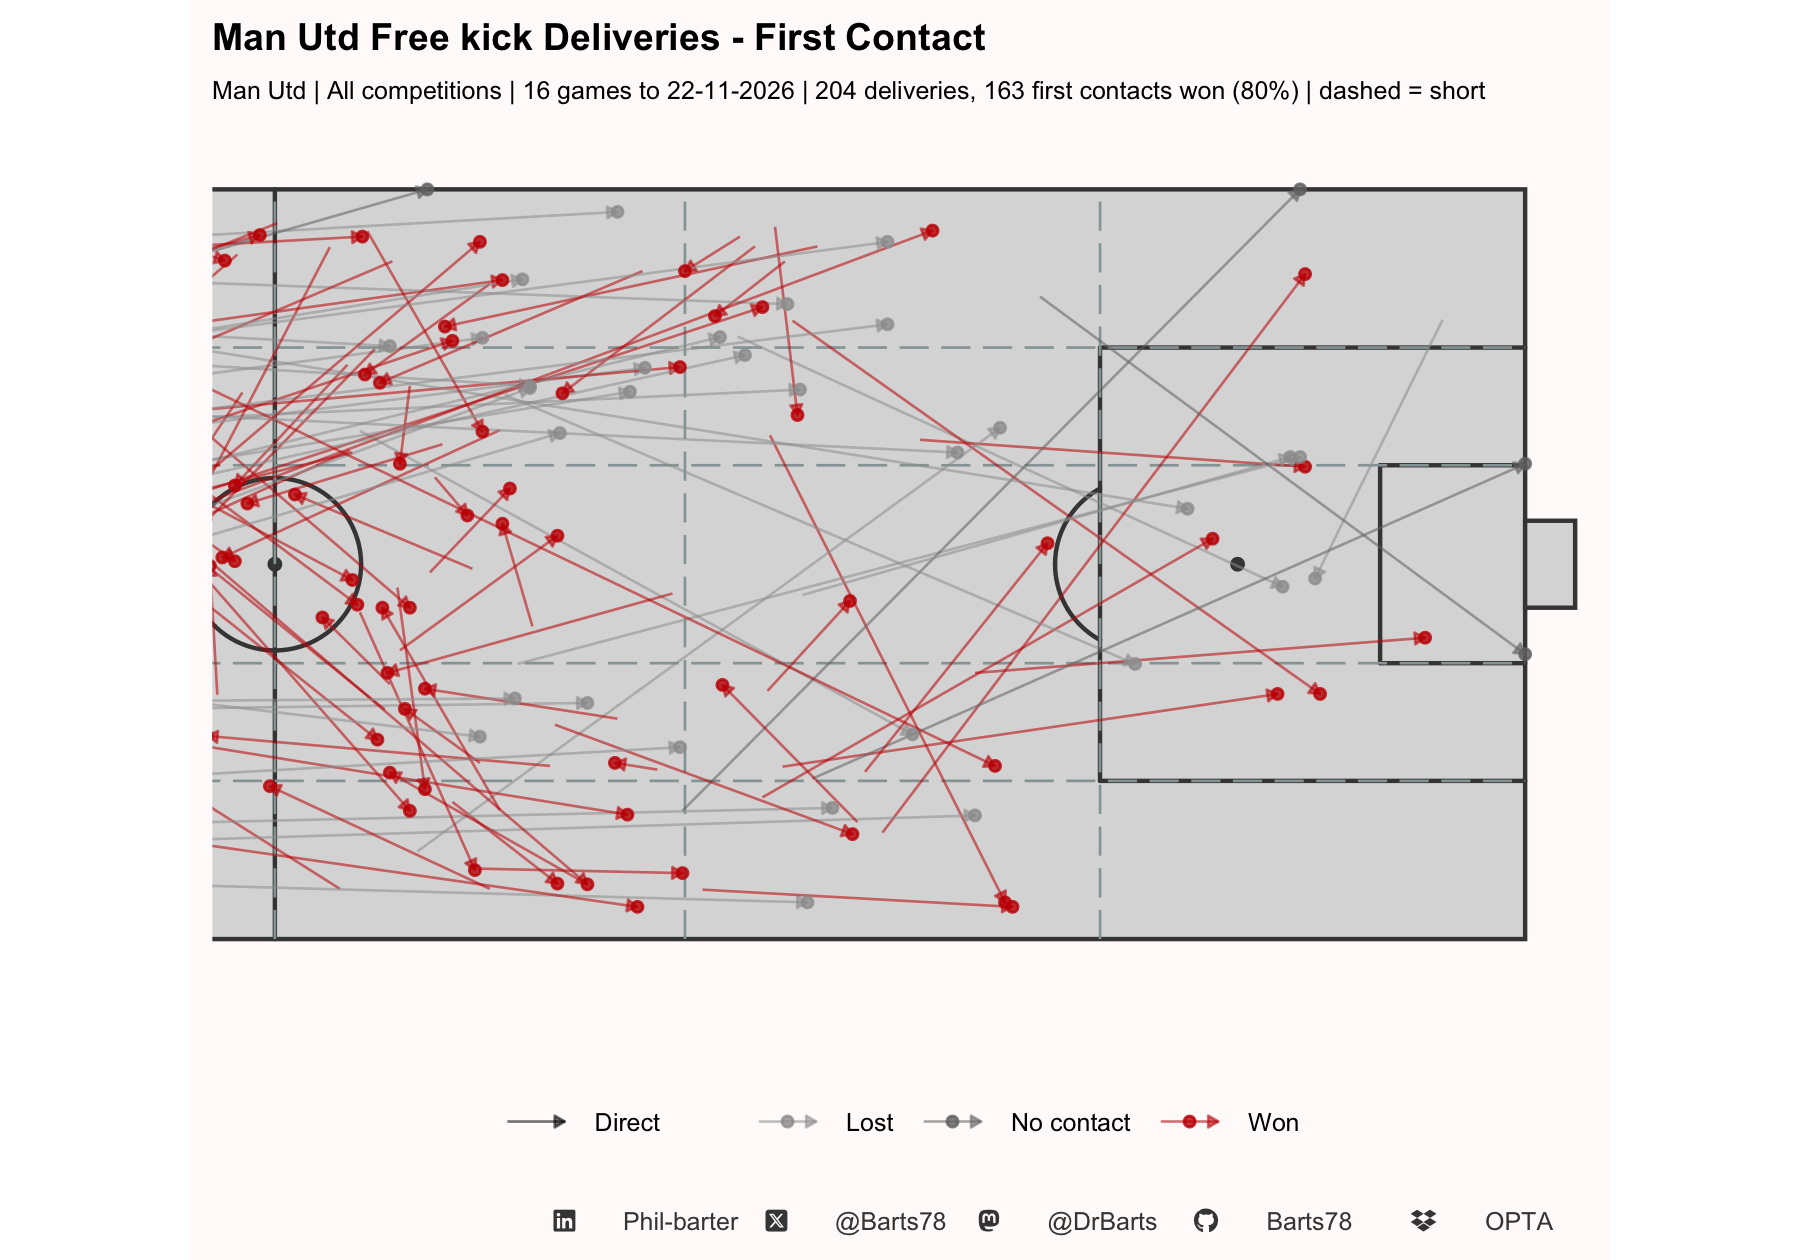 Man Utd Free kick Deliveries - First Contact
Man Utd | All competitions | 16 games to 22-11-2026 | 204 deliveries, 163 first contacts won (80%) | dashed = short
Direct Lost No contact Won
Phil-barter @Barts78 @DrBarts Barts78 OPTA